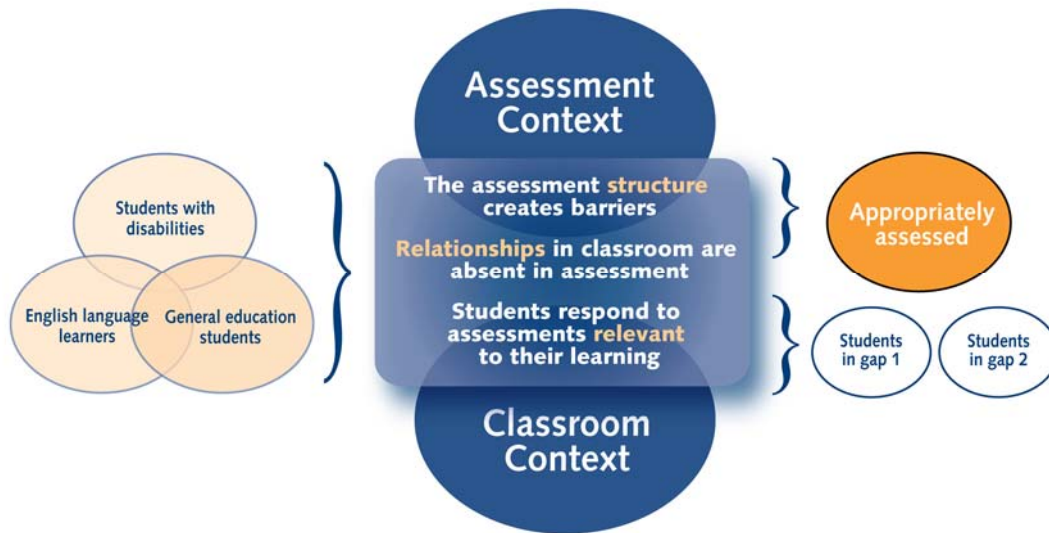 Assessment
Context
Students with
disabilities
English language
learners
General education
students
The assessment structure
creates barriers
Relationships in classroom are
absent in assessment
Students respond to
assessments relevant
to their learning
Classroom
Context
Appropriately
assessed
Students
in gap 1
Students
in gap 2